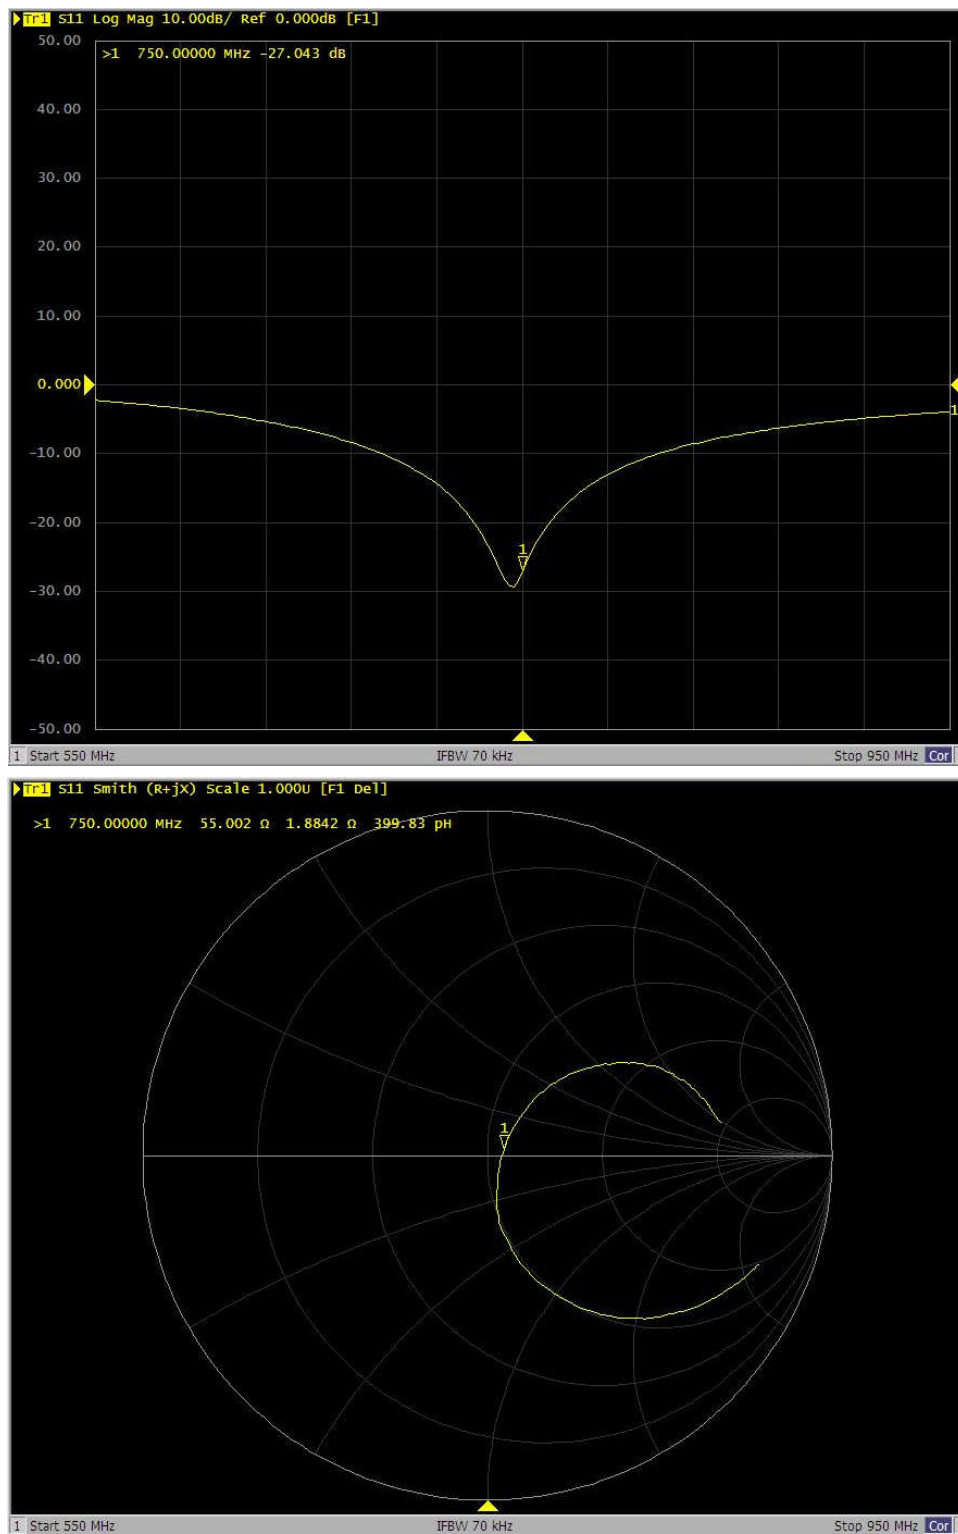 Tr1 S11 Log Mag 10.00dB/ Ref 0.000dB [F1]
50.00
>1 750.00000 MHz -27.043 dB
40.00
30.00
20.00
10.00
0.000
1
-10.00
-20.00
1
-30.00
-40.00
-50.00
1 Start 550 MHz IFBW 70 kHz Stop 950 MHz Cor
Tr1 S11 Smith (R+jX) Scale 1.000U [F1 Del]
>1 750.00000 MHz 55.002 Ω 1.8842 Ω 399.83 pH
1
1 Start 550 MHz IFBW 70 kHz Stop 950 MHz Cor